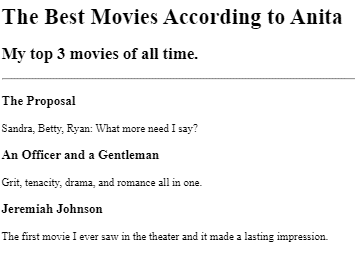 The Best Movies According to Anita
My top 3 movies of all time.
The Proposal
Sandra, Betty, Ryan: What more need I say?
An Officer and a Gentleman
Grit, tenacity, drama, and romance all in one.
Jeremiah Johnson
The first movie I ever saw in the theater and it made a lasting impression.